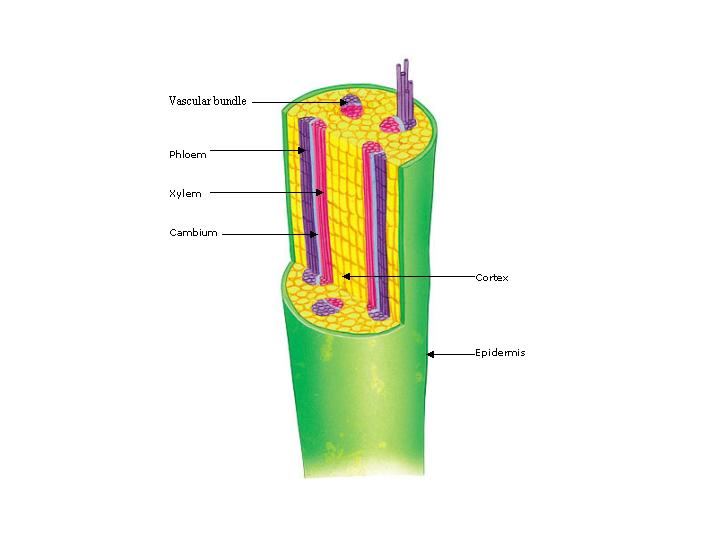 Vascular bundle
Phloem
Xylem
Cambium
Cortex
Epidermis